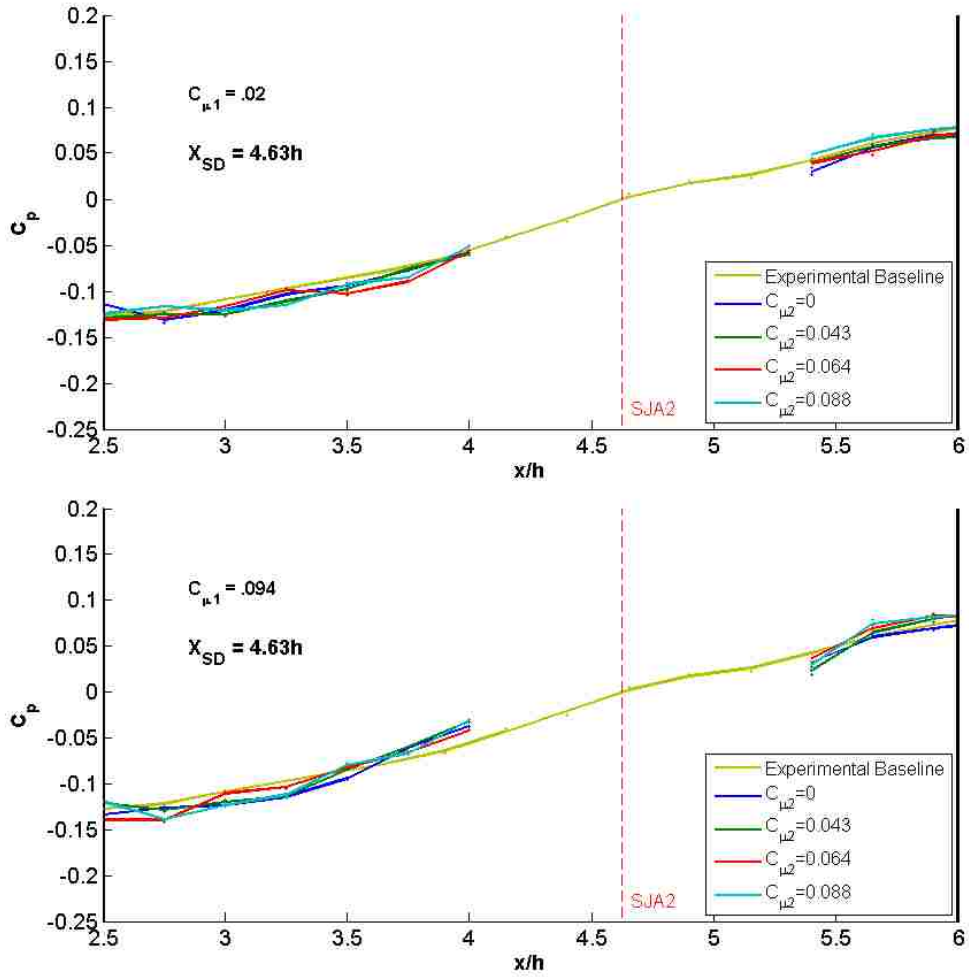 0.2
0.15
0.1
0.05
0
-0.05
-0.1
-0.15
-0.2
-0.25
C_p
C_μ1 = .02
X_SD = 4.63h
SJA2
Experimental Baseline
C_μ2=0
C_μ2=0.043
C_μ2=0.064
C_μ2=0.088
2.5 3 3.5 4 4.5 5 5.5 6
x/h
0.2
0.15
0.1
0.05
0
-0.05
-0.1
-0.15
-0.2
-0.25
C_p
C_μ1 = .094
X_SD = 4.63h
SJA2
Experimental Baseline
C_μ2=0
C_μ2=0.043
C_μ2=0.064
C_μ2=0.088
2.5 3 3.5 4 4.5 5 5.5 6
x/h